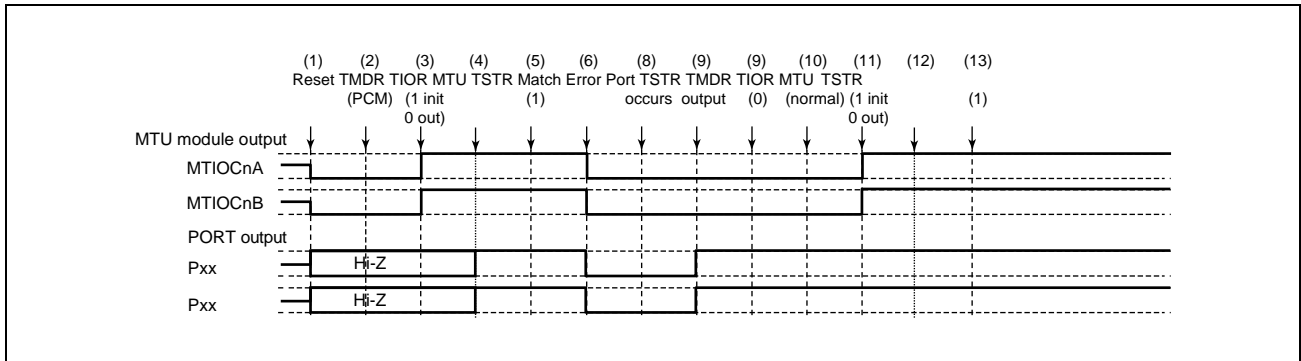 (1) (2) (3) (4) (5) (6) (8) (9) (9) (10) (11) (12) (13)
Reset TMDR TIOR MTU TSTR Match Error Port TSTR TMDR TIOR MTU TSTR
(PCM) (1 init (1) occurs output (0) (normal) (1 init (1)
0 out) 0 out)
MTU module output
MTIOCnA
MTIOCnB
PORT output
Pxx Hi-Z
Pxx Hi-Z